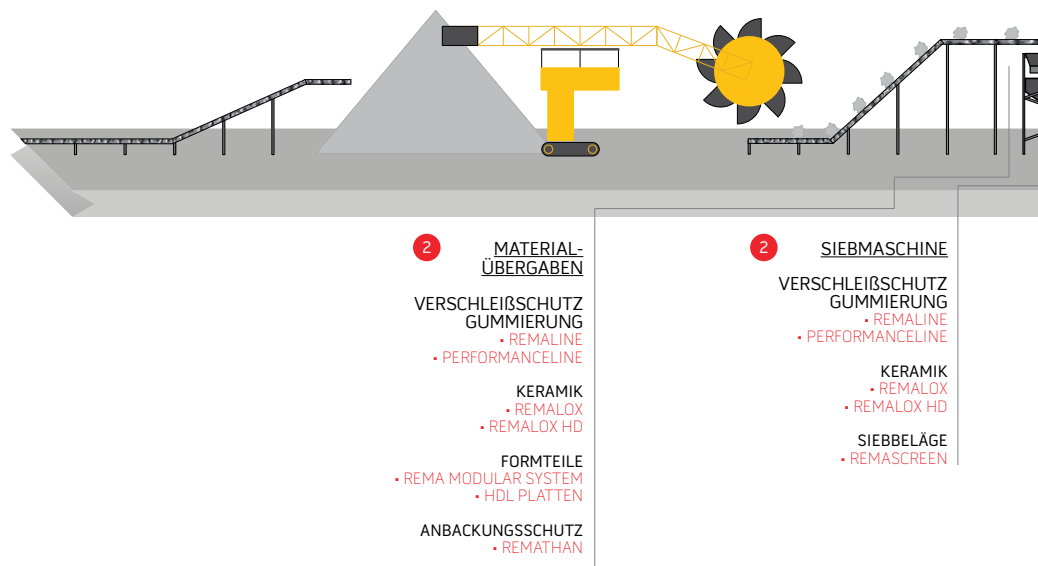 2
MATERIAL-
ÜBERGABEN
VERSCHLEIßSCHUTZ
GUMMIERUNG
• REMALINE
• PERFORMANCELINE
KERAMIK
• REMALOX
• REMALOX HD
FORMTEILE
• REMA MODULAR SYSTEM
• HDL PLATTEN
ANBACKUNGSSCHUTZ
• REMATHAN
2
SIEBMASCHINE
VERSCHLEIßSCHUTZ
GUMMIERUNG
• REMALINE
• PERFORMANCELINE
KERAMIK
• REMALOX
• REMALOX HD
SIEBBELÄGE
• REMASCREEN